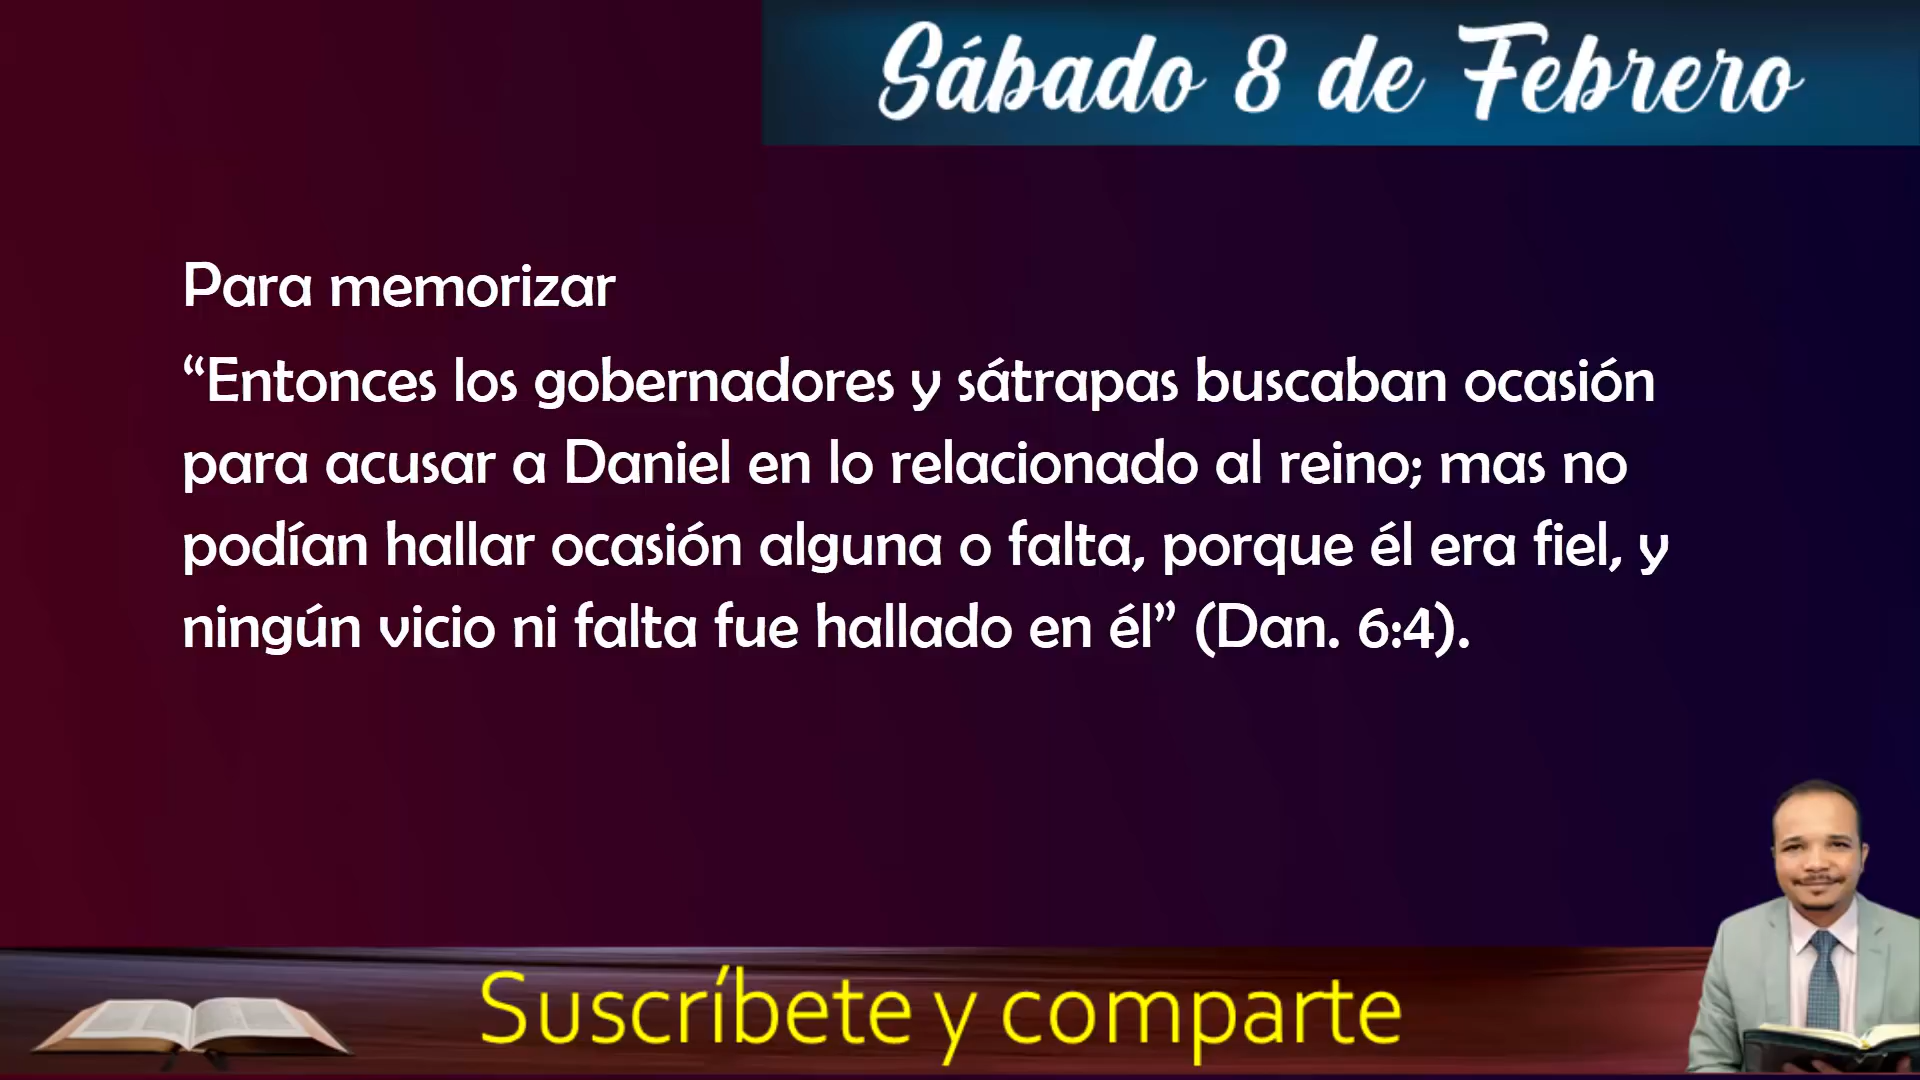 Sábado 8 de Febrero
Para memorizar
“Entonces los gobernadores y sátrapas buscaban ocasión
para acusar a Daniel en lo relacionado al reino; mas no
podían hallar ocasión alguna o falta, porque él era fiel, y
ningún vicio ni falta fue hallado en él” (Dan. 6:4).
Suscríbete y comparte